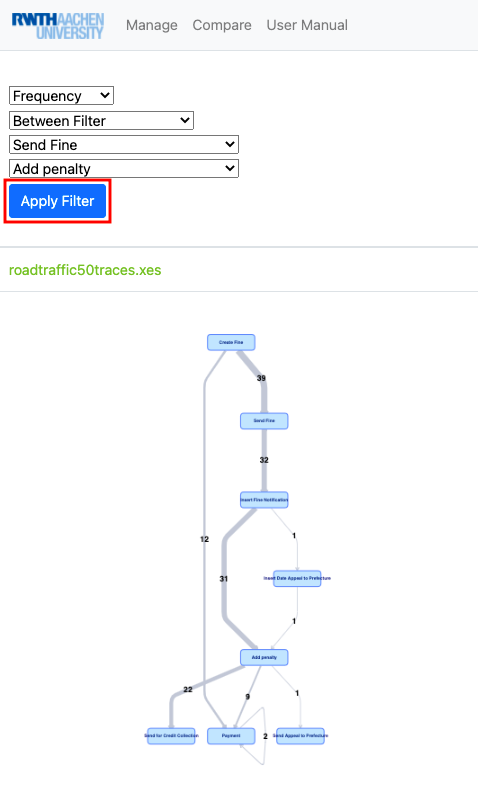 RWTHAACHEN
UNIVERSITY
Manage Compare User Manual
Frequency
Between Filter
Send Fine
Add penalty
Apply Filter
roadtraffic50traces.xes
Create Fine
39
Send Fine
32
Insert Fine Notification
1
12
31
Insert Date Appeal to Prefecture
1
Add penalty
22
9
1
Send for Credit Collection
Payment
2
Send Appeal to Prefecture